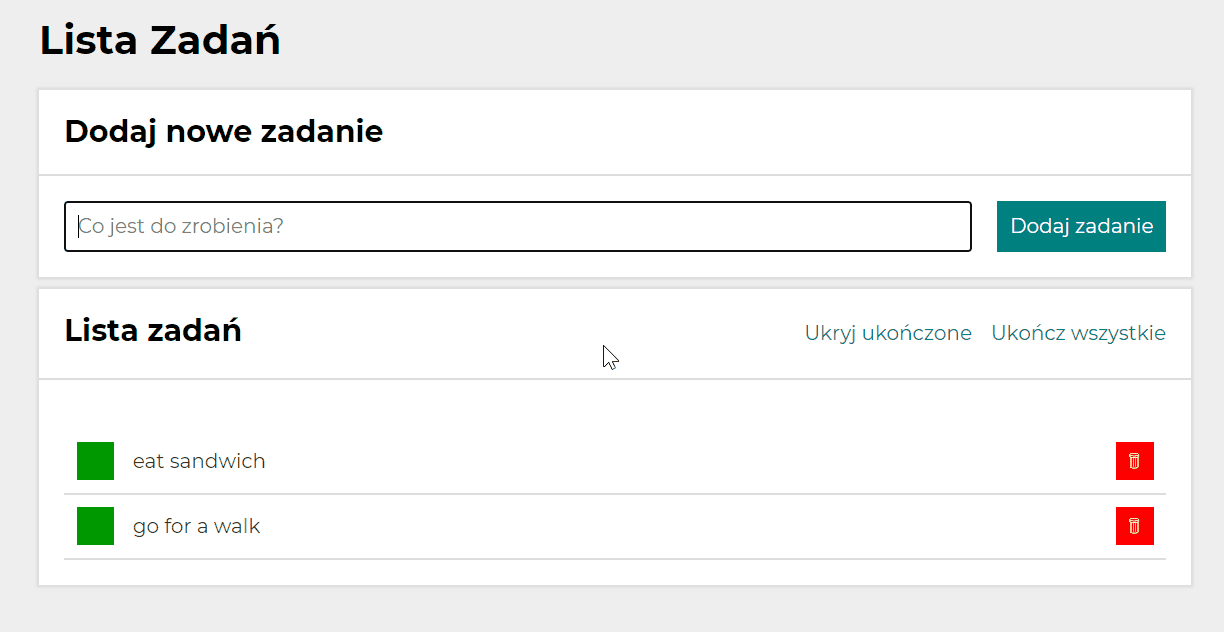 Lista Zadań
Dodaj nowe zadanie
Co jest do zrobienia?
Dodaj zadanie
Lista zadań
Ukryj ukończone
Ukończ wszystkie
eat sandwich
go for a walk